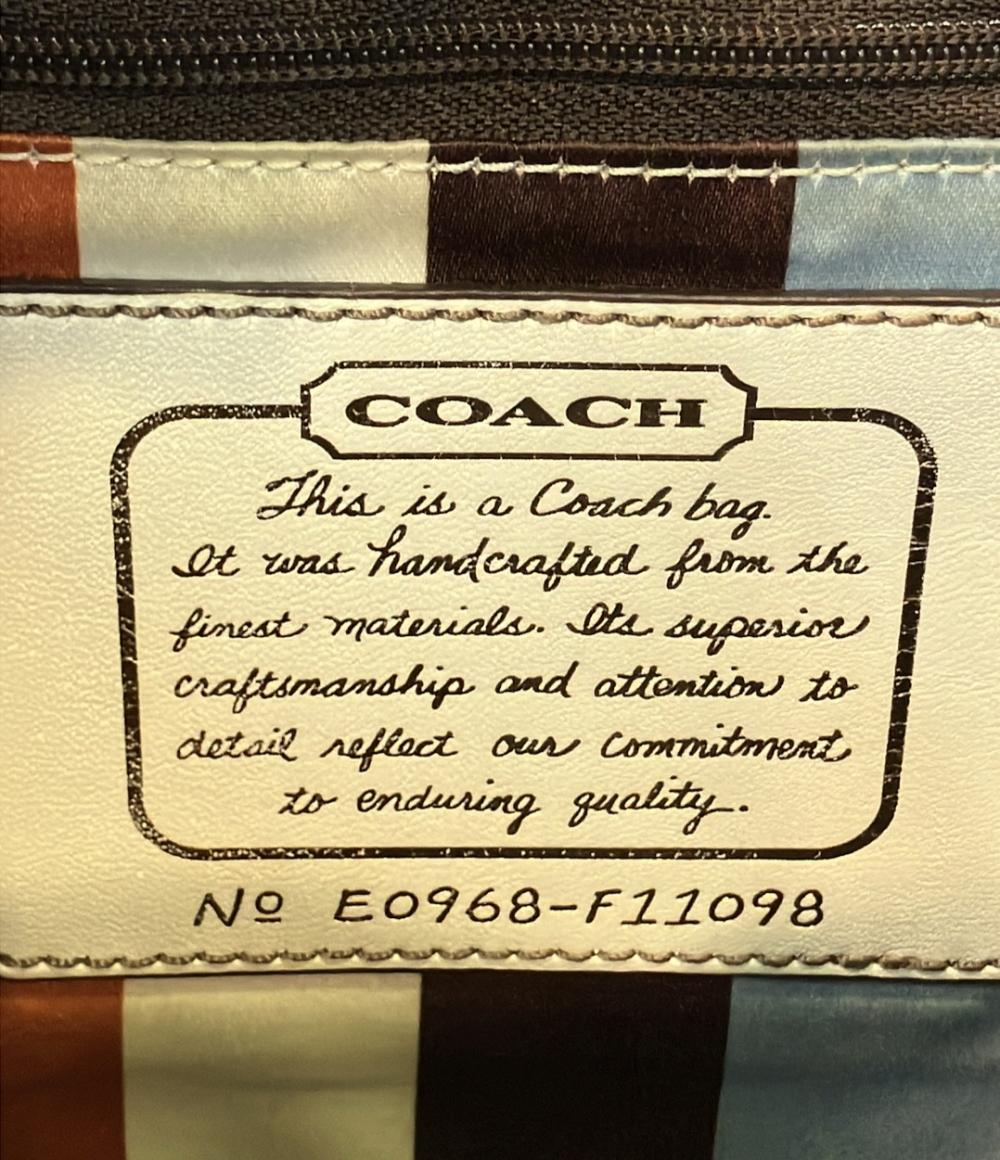 COACH
This is a Coach bag.
It was handcrafted from the
finest materials. Its superior
craftsmanship and attention to
detail reflect our commitment
to enduring quality.
Nº E0968-F11098